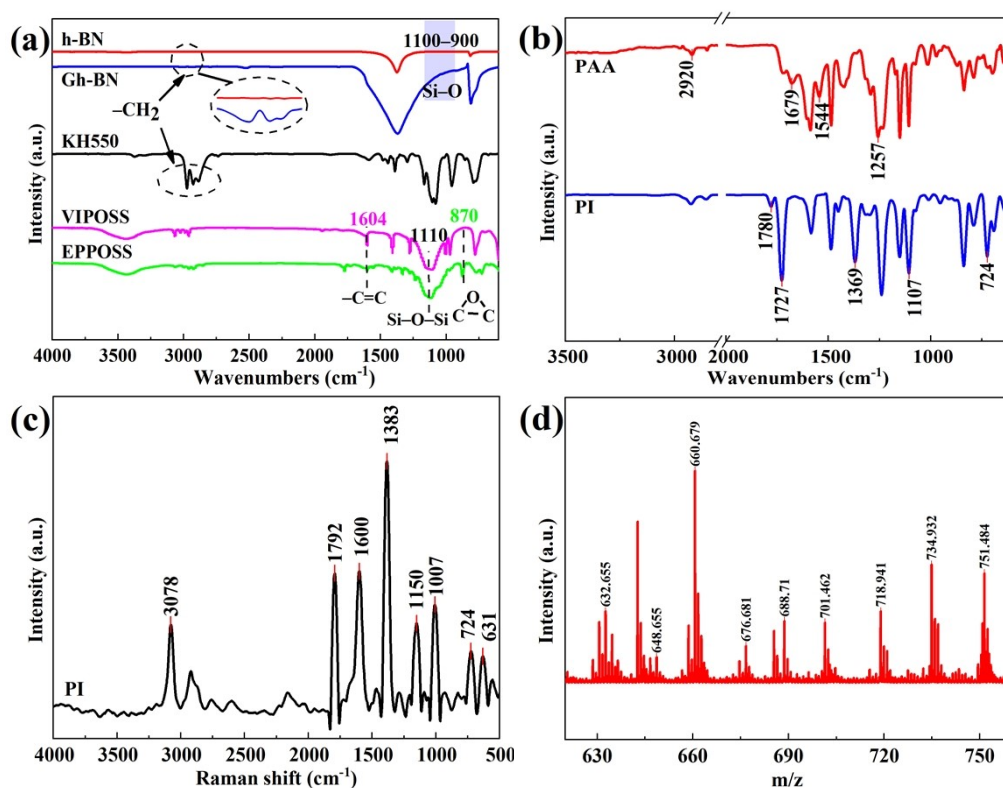 (a)
h-BN
1100–900
Gh-BN
Si–O
–CH2
KH550
VIPOSS
1604
870
1110
EPPOSS
–C=C
O
C C
Si–O–Si
Intensity (a.u.)
4000 3500 3000 2500 2000 1500 1000
Wavenumbers (cm-1)
(b)
PAA
2920
1679
1544
1257
PI
1780
1727
1369
1107
724
Intensity (a.u.)
3500 3000 2000 1500 1000
Wavenumbers (cm-1)
(c)
3078
1792
1600
1383
1150
1007
724
631
PI
Intensity (a.u.)
4000 3500 3000 2500 2000 1500 1000 500
Raman shift (cm-1)
(d)
632.655
648.655
660.679
676.681
688.71
701.462
718.941
734.932
751.484
Intensity (a.u.)
630 660 690 720 750
m/z